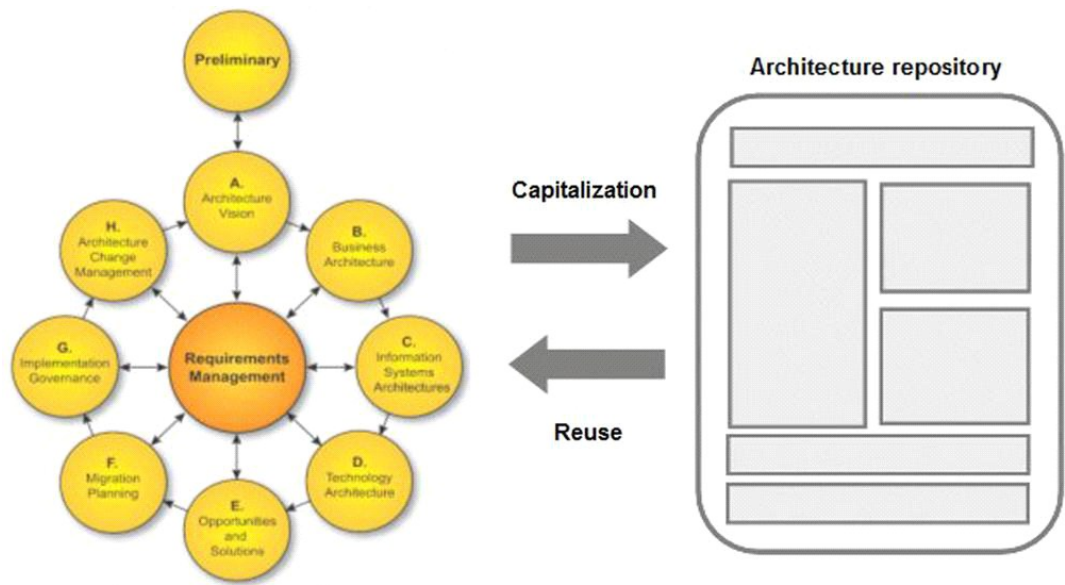 Preliminary
A.
Architecture
Vision
B.
Business
Architecture
C.
Information
Systems
Architectures
D.
Technology
Architecture
E.
Opportunities
and
Solutions
F.
Migration
Planning
G.
Implementation
Governance
H.
Architecture
Change
Management
Requirements
Management
Capitalization
Reuse
Architecture repository